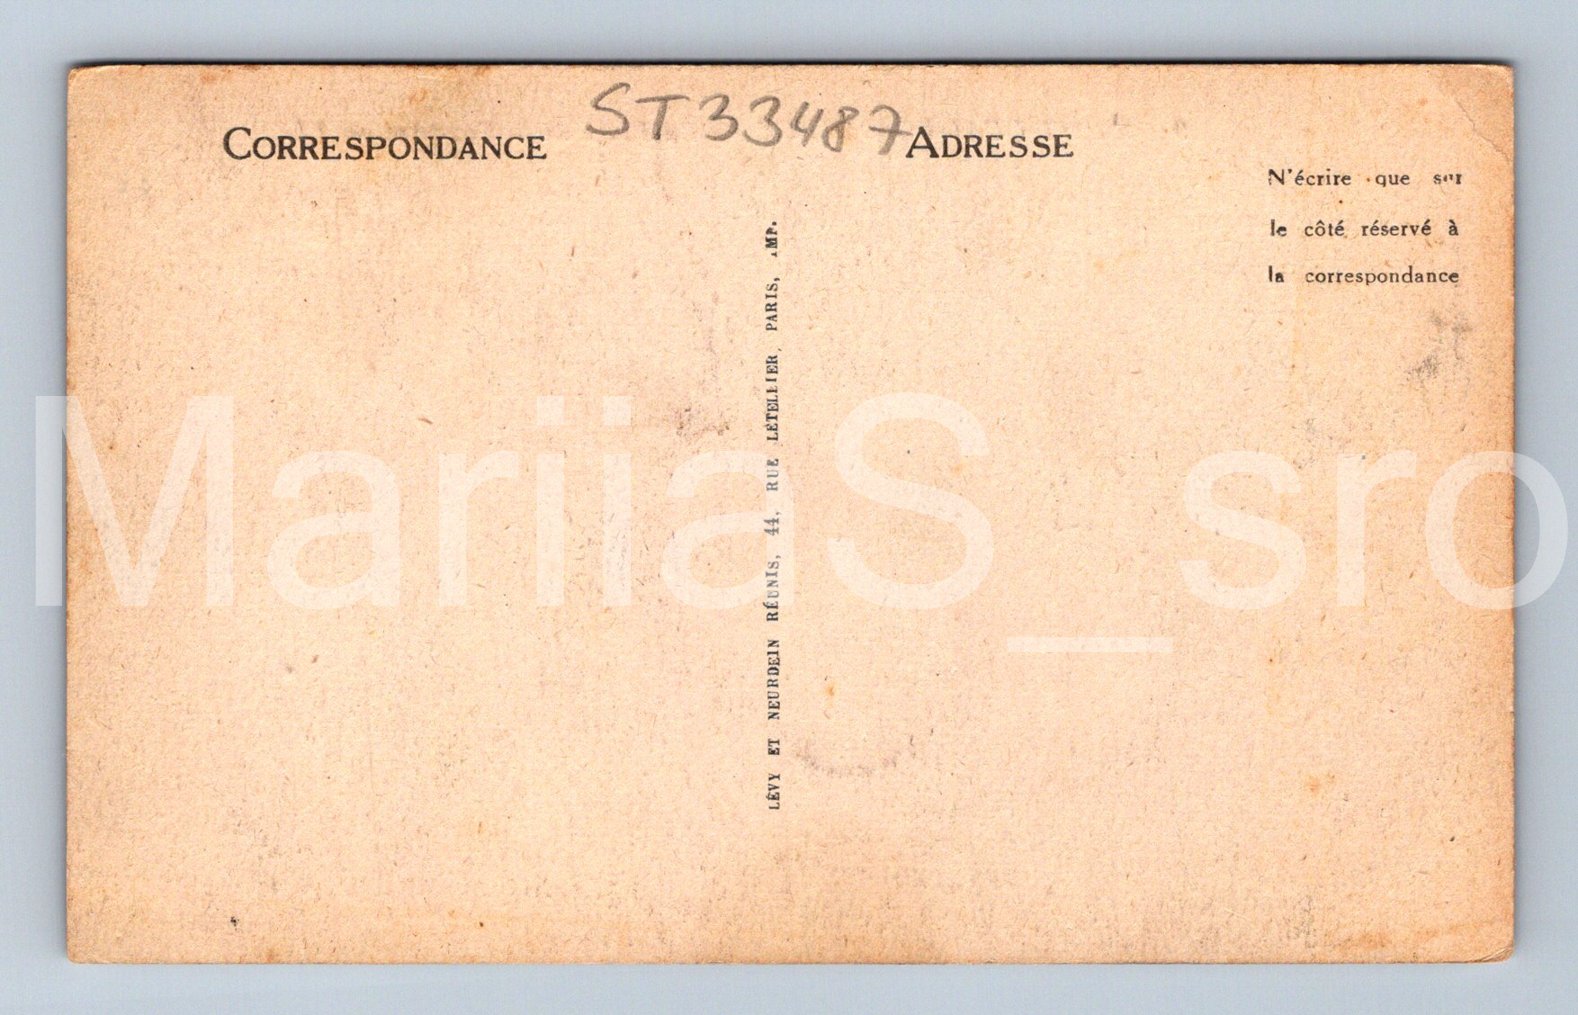 ST33487
CORRESPONDANCE
ADRESSE
N'écrire que sur
le côté réservé à
la correspondance
LÉVY ET NEURDEIN RÉUNIS, 44, RUE LETELLIER, PARIS, IMP.
MariiaS_sro